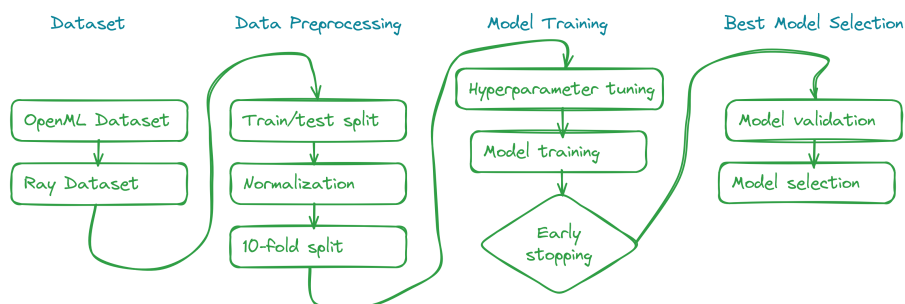 Dataset
Data Preprocessing
Model Training
Best Model Selection
OpenML Dataset
Ray Dataset
Train/test split
Normalization
10-fold split
Hyperparameter tuning
Model training
Early
stopping
Model validation
Model selection